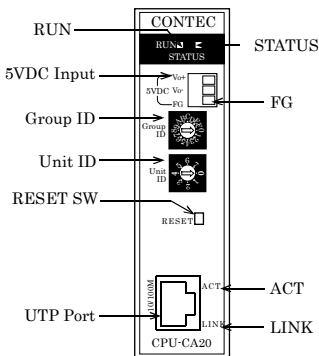 CONTEC
RUN
RUN
STATUS
STATUS
5VDC Input
Vo+
5VDC
Vo-
FG
FG
Group ID
Group
ID
Unit ID
Unit
ID
RESET SW
RESET
10/100M
ACT
ACT
UTP Port
LINK
LINK
CPU-CA20